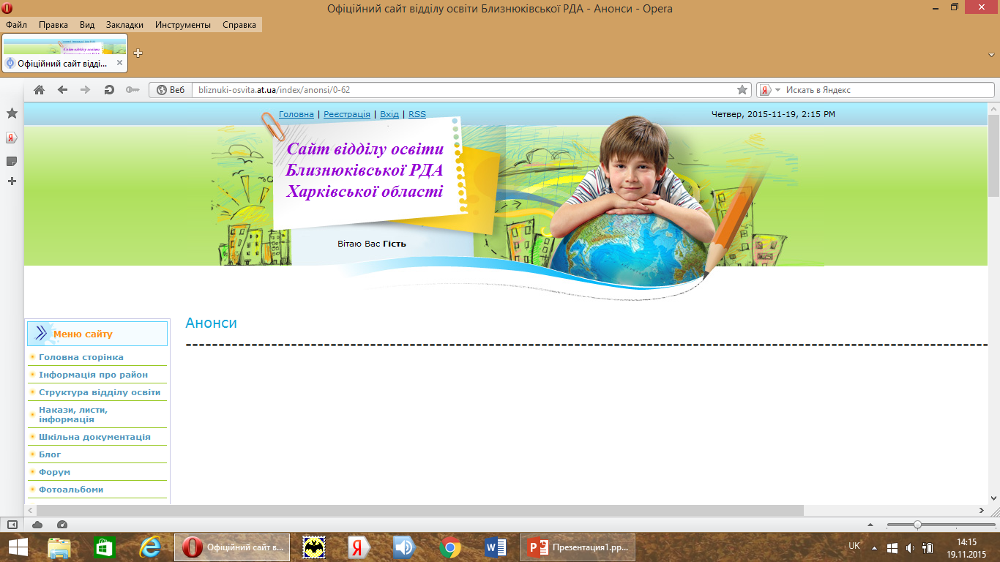 Офіційний сайт відділу освіти Близнюківської РДА - Анонси - Opera
Файл Правка Вид Закладки Инструменты Справка
Офіційний сайт відді...
Веб bliznuki-osvita.at.ua/index/anonsi/0-62 Искать в Яндекс
Головна | Реєстрація | Вхід | RSS
Четвер, 2015-11-19, 2:15 PM
Сайт відділу освіти
Близнюківської РДА
Харківської області
Вітаю Вас Гість
Анонси
Меню сайту
Головна сторінка
Інформація про район
Структура відділу освіти
Накази, листи,
інформація
Шкільна документація
Блог
Форум
Фотоальбоми
Офіційний сайт в...
Презентация1.pp...
UK
14:15
19.11.2015